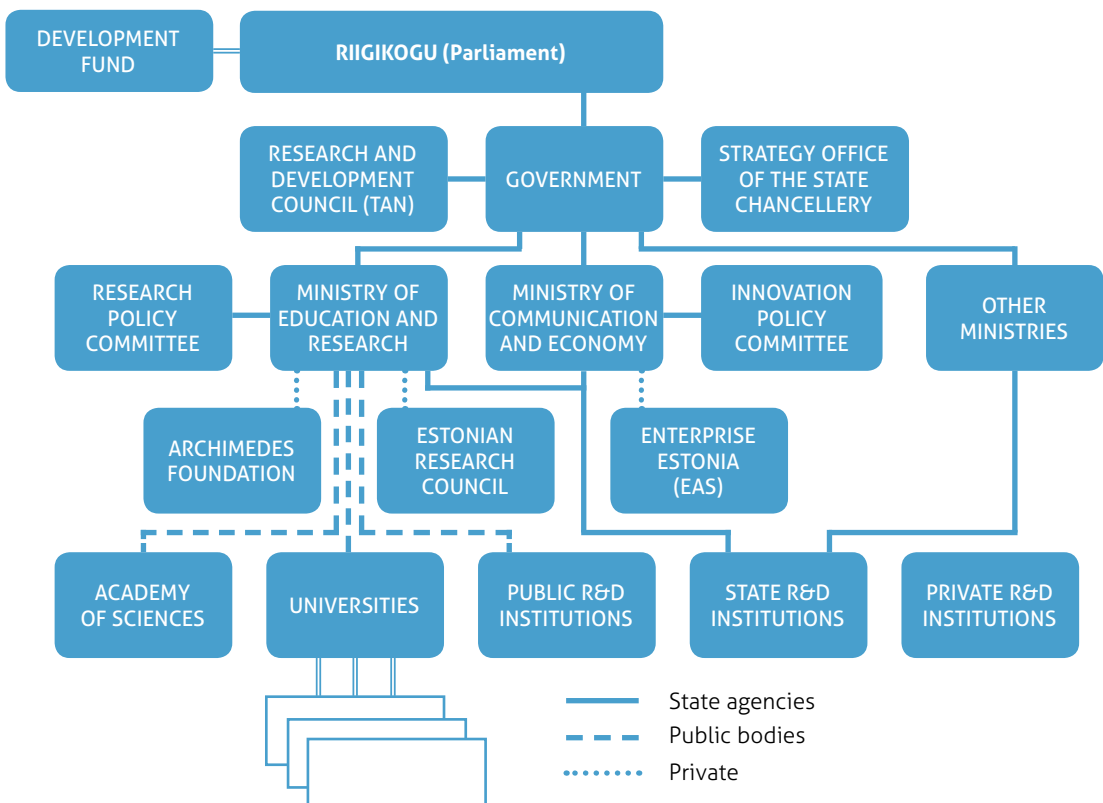 DEVELOPMENT
FUND
RIIGIKOGU (Parliament)
RESEARCH AND
DEVELOPMENT
COUNCIL (TAN)
GOVERNMENT
STRATEGY OFFICE
OF THE STATE
CHANCELLERY
RESEARCH
POLICY
COMMITTEE
MINISTRY OF
EDUCATION AND
RESEARCH
MINISTRY OF
COMMUNICATION
AND ECONOMY
INNOVATION
POLICY
COMMITTEE
OTHER
MINISTRIES
ARCHIMEDES
FOUNDATION
ESTONIAN
RESEARCH
COUNCIL
ENTERPRISE
ESTONIA
(EAS)
ACADEMY
OF SCIENCES
UNIVERSITIES
PUBLIC R&D
INSTITUTIONS
STATE R&D
INSTITUTIONS
PRIVATE R&D
INSTITUTIONS
State agencies
Public bodies
Private